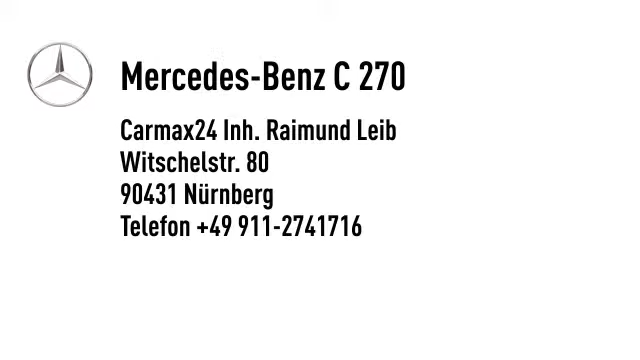 Mercedes-Benz C 270
Carmax24 Inh. Raimund Leib
Witschelstr. 80
90431 Nürnberg
Telefon +49 911-2741716